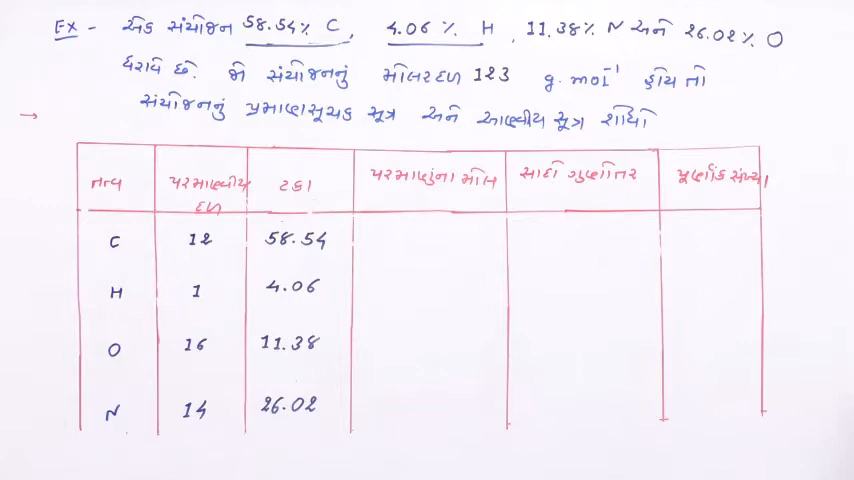 Ex - એક સંયોજન 58.54% C, 4.06 % H, 11.38% N અને 26.02% O
ધરાવે છે. જો સંયોજનનું મોલરદળ 123 g. mol⁻¹ હોય તો
→ સંયોજનનું પ્રમાણસૂચક સૂત્ર અને આણ્વીય સૂત્ર શોધો
તત્વ પરમાણ્વીય દળ ટકા પરમાણુંના મોલ સાદો ગુણોતર પૂર્ણાંક સંખ્યા
C 12 58.54
H 1 4.06
O 16 11.38
N 14 26.02